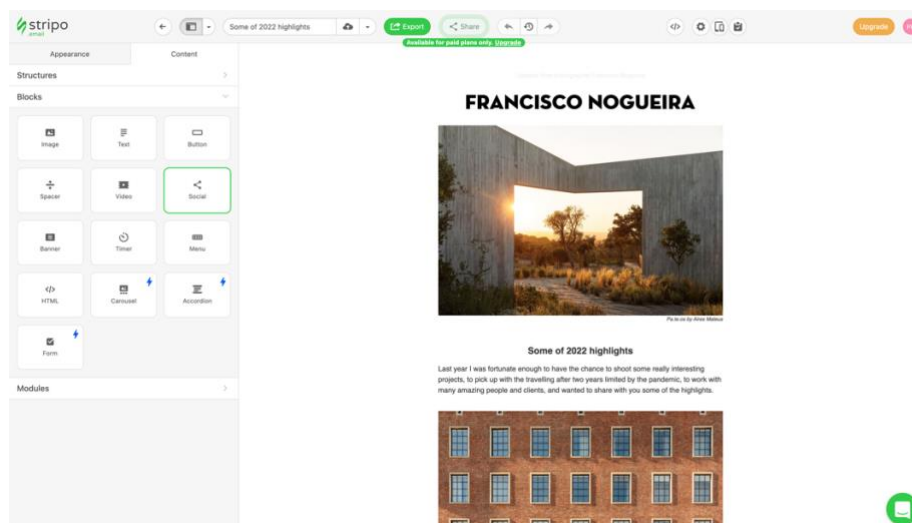 stripo
email
Some of 2022 highlights
Export
Share
Upgrade
Available for paid plans only. Upgrade
Appearance
Content
Structures
Blocks
Image
Text
Button
Spacer
Video
Social
Banner
Timer
Menu
</>
HTML
Carousel
Accordion
Form
Modules
FRANCISCO NOGUEIRA
Some of 2022 highlights
Last year I was fortunate enough to have the chance to shoot some really interesting
projects, to pick up with the travelling after two years limited by the pandemic, to work with
many amazing people and clients, and wanted to share with you some of the highlights.